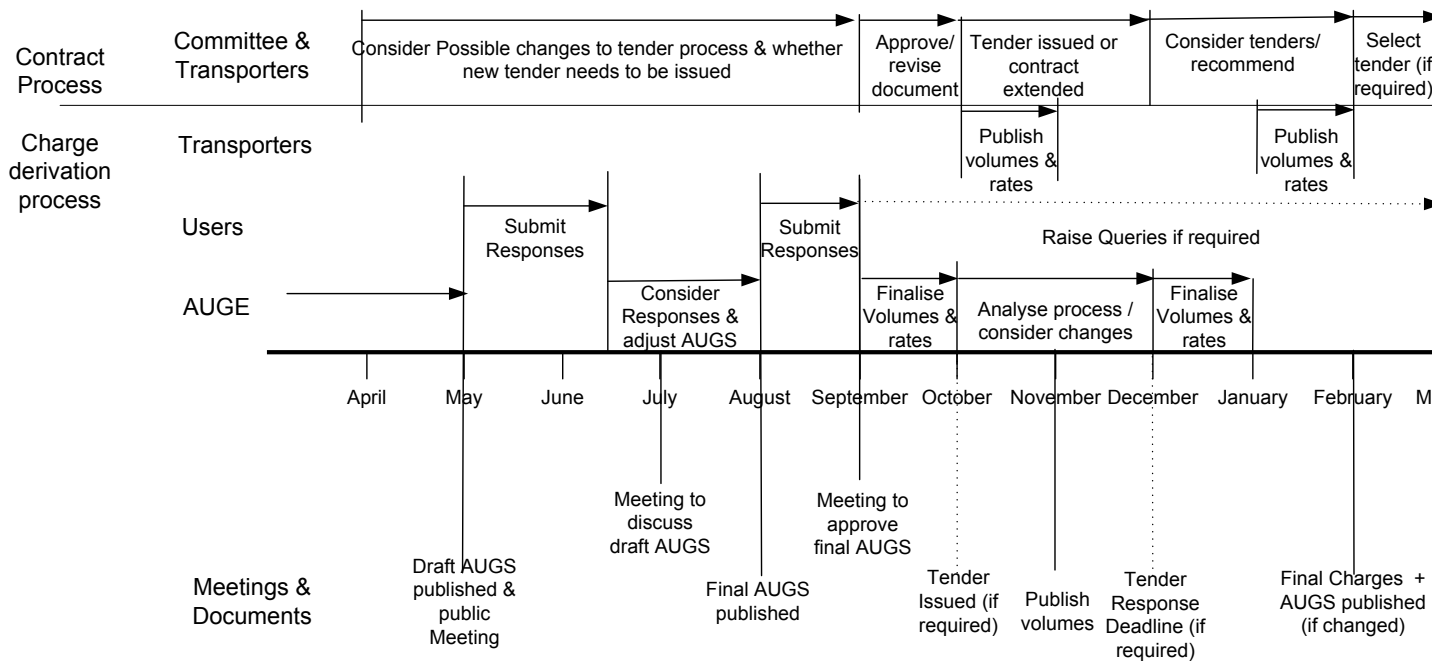 Contract
Process
Committee &
Transporters
Consider Possible changes to tender process & whether
new tender needs to be issued
Approve/
revise
document
Tender issued or
contract
extended
Consider tenders/
recommend
Select
tender (if
required)
Charge
derivation
process
Transporters
Publish
volumes &
rates
Publish
volumes &
rates
Users
Submit
Responses
Submit
Responses
Raise Queries if required
AUGE
Consider
Responses &
adjust AUGS
Finalise
Volumes &
rates
Analyse process /
consider changes
Finalise
Volumes &
rates
April
May
June
July
August
September
October
November
December
January
February
M
Meetings &
Documents
Draft AUGS
published &
public
Meeting
Meeting to
discuss
draft AUGS
Final AUGS
published
Meeting to
approve
final AUGS
Tender
Issued (if
required)
Publish
volumes
Tender
Response
Deadline (if
required)
Final Charges +
AUGS published
(if changed)